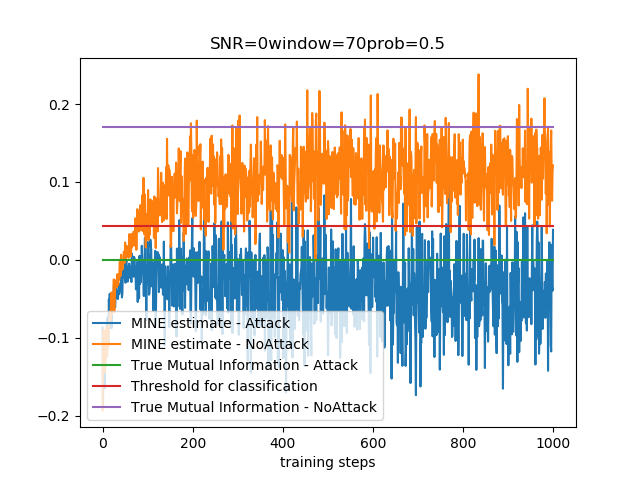 SNR=0window=70prob=0.5
0.2
0.1
0.0
−0.1
−0.2
MINE estimate - Attack
MINE estimate - NoAttack
True Mutual Information - Attack
Threshold for classification
True Mutual Information - NoAttack
0 200 400 600 800 1000
training steps